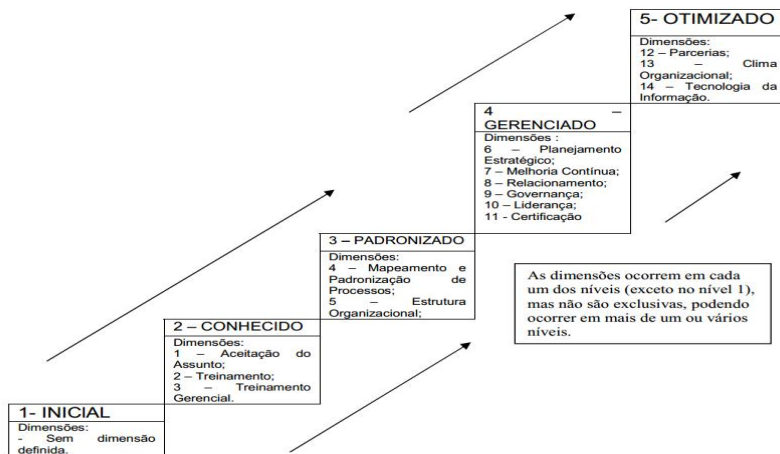 5- OTIMIZADO
Dimensões:
12 – Parcerias;
13 – Clima
Organizacional;
14 – Tecnologia da
Informação.
4 –
GERENCIADO
Dimensões :
6 – Planejamento
Estratégico;
7 – Melhoria Contínua;
8 – Relacionamento;
9 – Governança;
10 – Liderança;
11 - Certificação
3 – PADRONIZADO
Dimensões:
4 – Mapeamento e
Padronização de
Processos;
5 – Estrutura
Organizacional;
As dimensões ocorrem em cada
um dos níveis (exceto no nível 1),
mas não são exclusivas, podendo
ocorrer em mais de um ou vários
níveis.
2 – CONHECIDO
Dimensões:
1 – Aceitação do
Assunto;
2 – Treinamento;
3 – Treinamento
Gerencial.
1- INICIAL
Dimensões:
- Sem dimensão
definida.